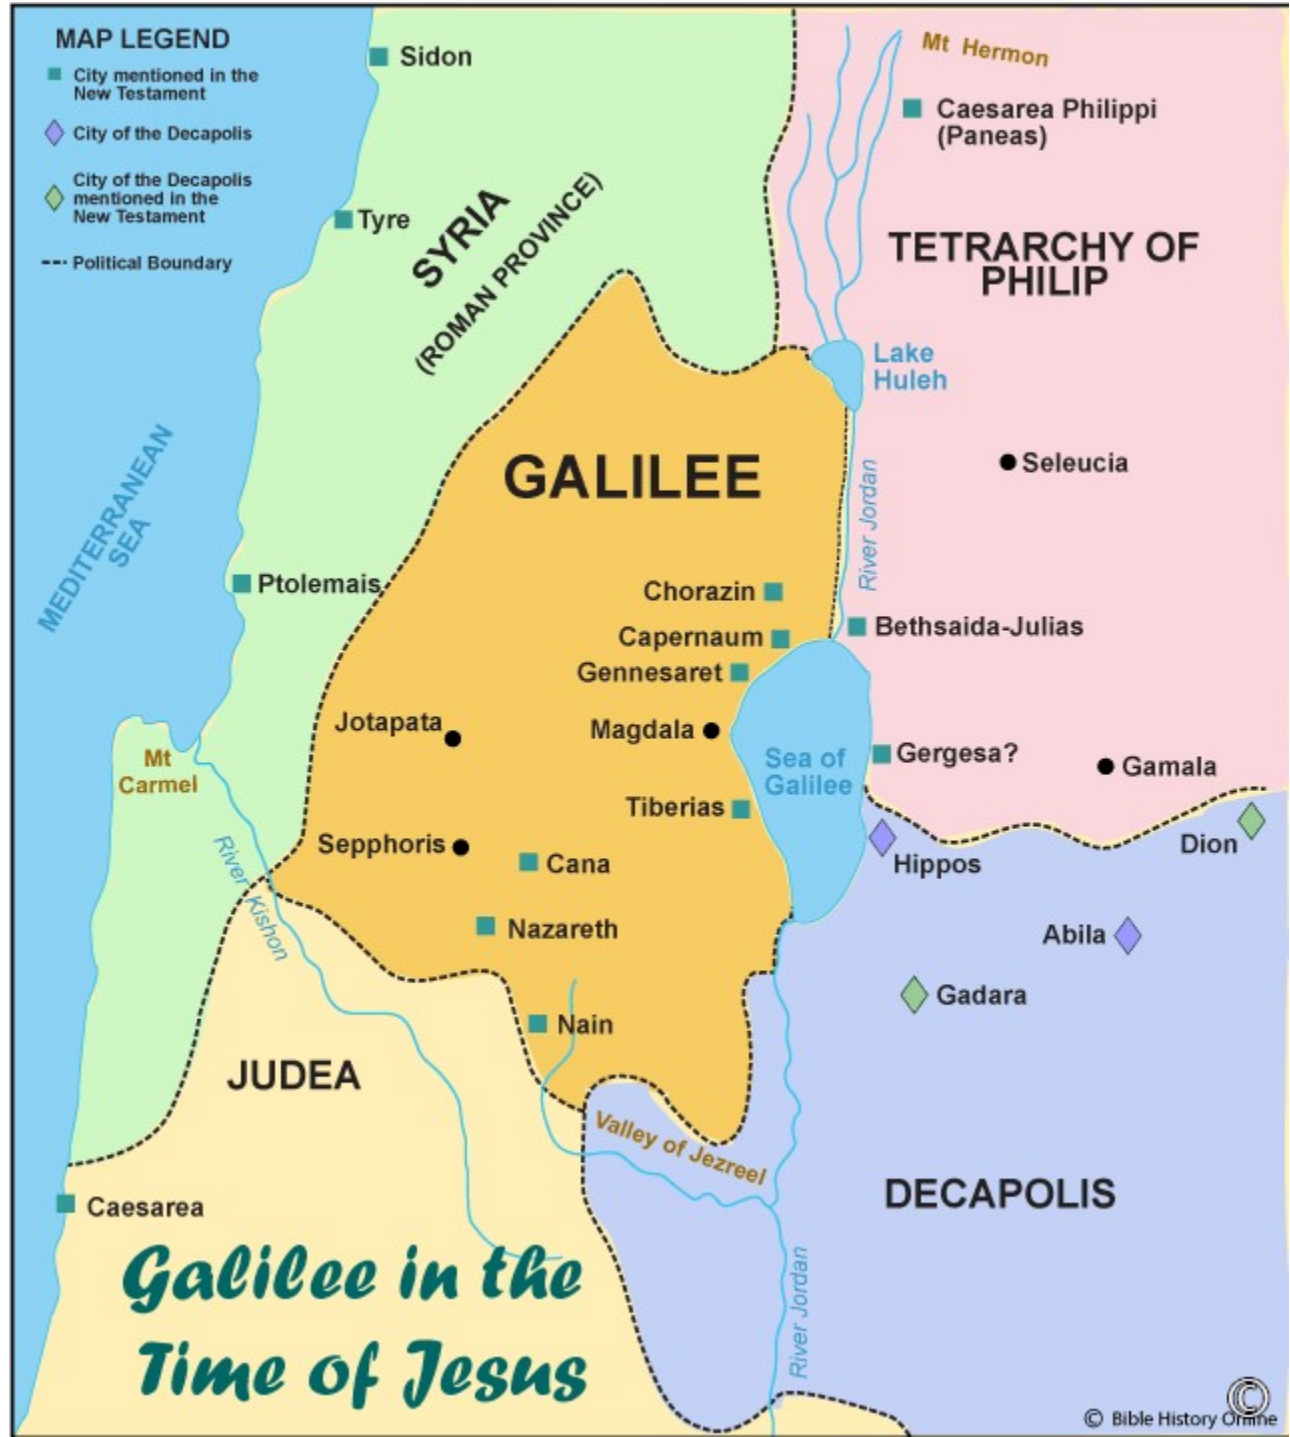 MAP LEGEND
City mentioned in the
New Testament
City of the Decapolis
City of the Decapolis
mentioned in the
New Testament
Political Boundary
Sidon
Mt Hermon
Caesarea Philippi
(Paneas)
Tyre
SYRIA
(ROMAN PROVINCE)
TETRARCHY OF
PHILIP
Lake
Huleh
MEDITERRANEAN
SEA
GALILEE
Seleucia
River Jordan
Ptolemais
Chorazin
Capernaum
Bethsaida-Julias
Gennesaret
Jotapata
Magdala
Mt
Carmel
Sea of
Galilee
Gergesa?
Gamala
Tiberias
Sepphoris
Cana
Hippos
Dion
River Kishon
Nazareth
Abila
Gadara
Nain
JUDEA
Valley of Jezreel
DECAPOLIS
Caesarea
River Jordan
Galilee in the
Time of Jesus
©
© Bible History Online